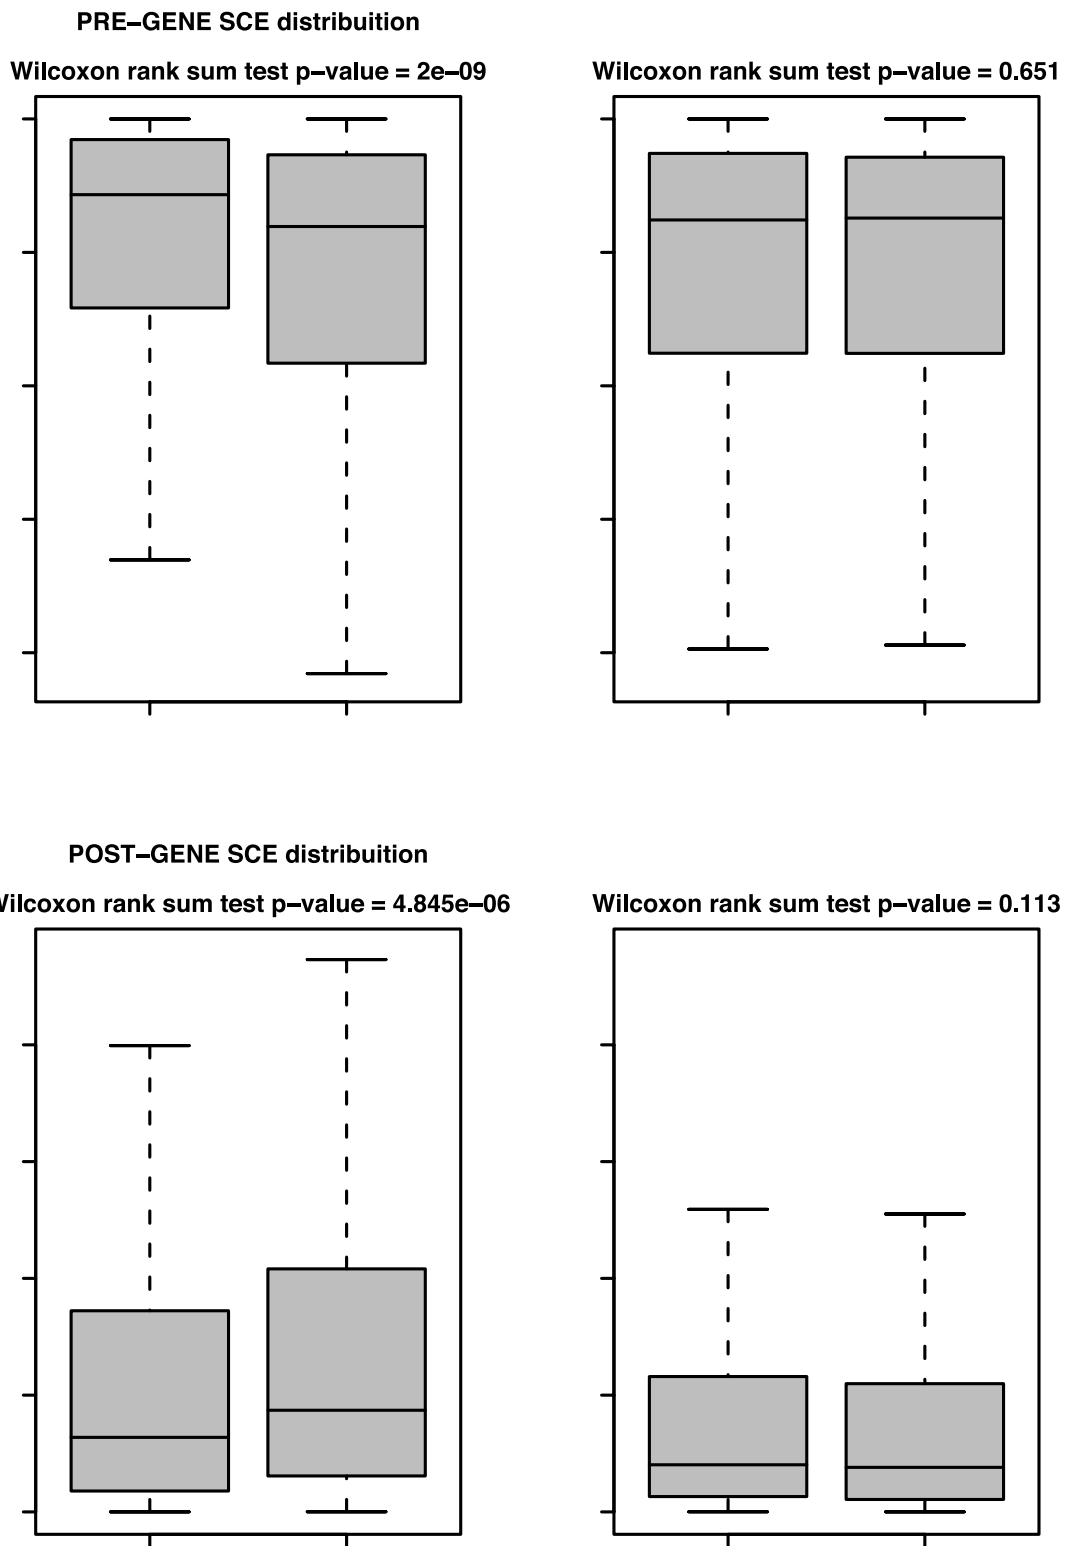 PRE–GENE SCE distribuition
Wilcoxon rank sum test p–value = 2e–09
Wilcoxon rank sum test p–value = 0.651
POST–GENE SCE distribuition
Wilcoxon rank sum test p–value = 4.845e–06
Wilcoxon rank sum test p–value = 0.113